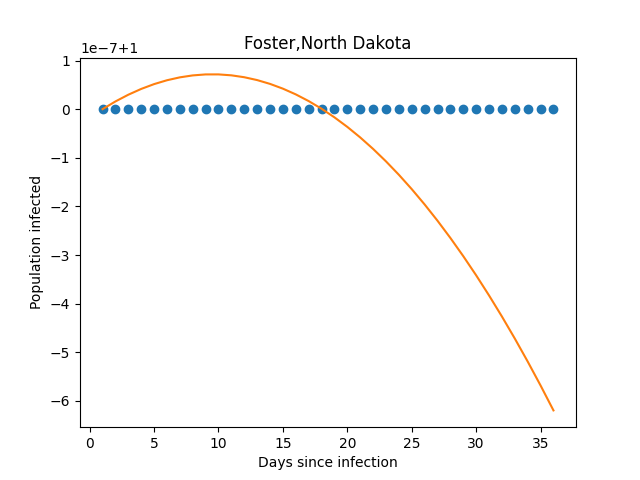 Foster,North Dakota
1e−7+1
1
0
−1
−2
−3
−4
−5
−6
Population infected
0 5 10 15 20 25 30 35
Days since infection